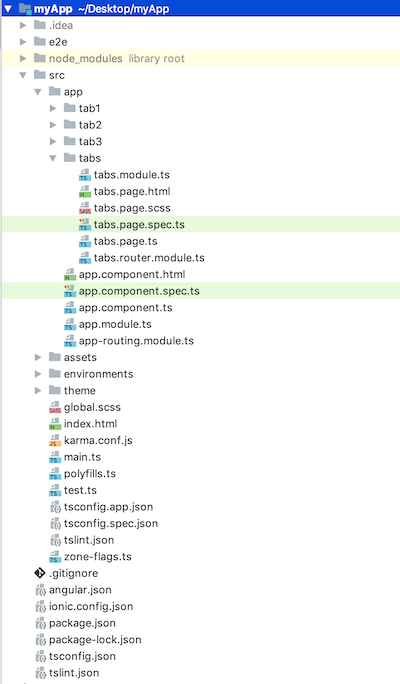 myApp ~/Desktop/myApp
.idea
e2e
node_modules library root
src
app
tab1
tab2
tab3
tabs
tabs.module.ts
tabs.page.html
tabs.page.scss
tabs.page.spec.ts
tabs.page.ts
tabs.router.module.ts
app.component.html
app.component.spec.ts
app.component.ts
app.module.ts
app-routing.module.ts
assets
environments
theme
global.scss
index.html
karma.conf.js
main.ts
polyfills.ts
test.ts
tsconfig.app.json
tsconfig.spec.json
tslint.json
zone-flags.ts
.gitignore
angular.json
ionic.config.json
package.json
package-lock.json
tsconfig.json
tslint.json